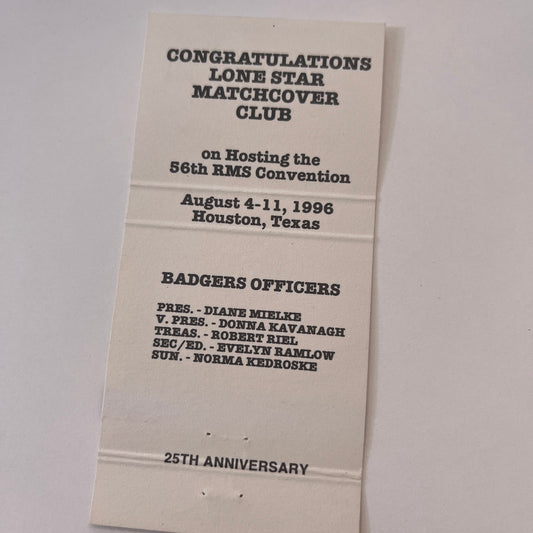 CONGRATULATIONS
LONE STAR
MATCHCOVER
CLUB
on Hosting the
56th RMS Convention
August 4-11, 1996
Houston, Texas
BADGERS OFFICERS
PRES. - DIANE MIELKE
V. PRES. - DONNA KAVANAGH
TREAS. - ROBERT RIEL
SEC/ED. - EVELYN RAMLOW
SUN. - NORMA KEDROSKE
25TH ANNIVERSARY